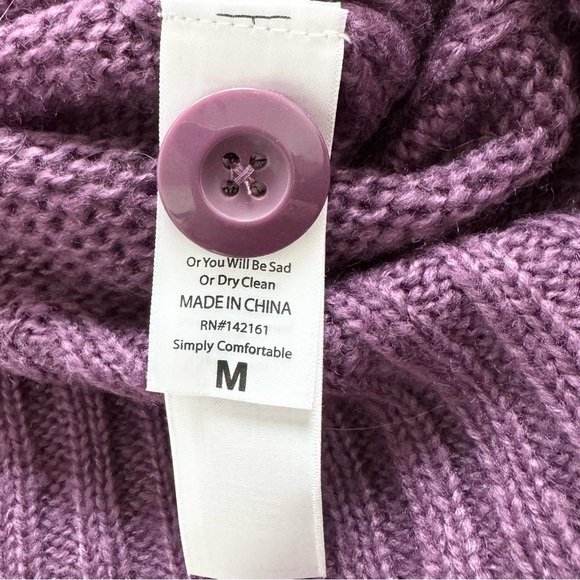 Or You Will Be Sad
Or Dry Clean
MADE IN CHINA
RN#142161
Simply Comfortable
M